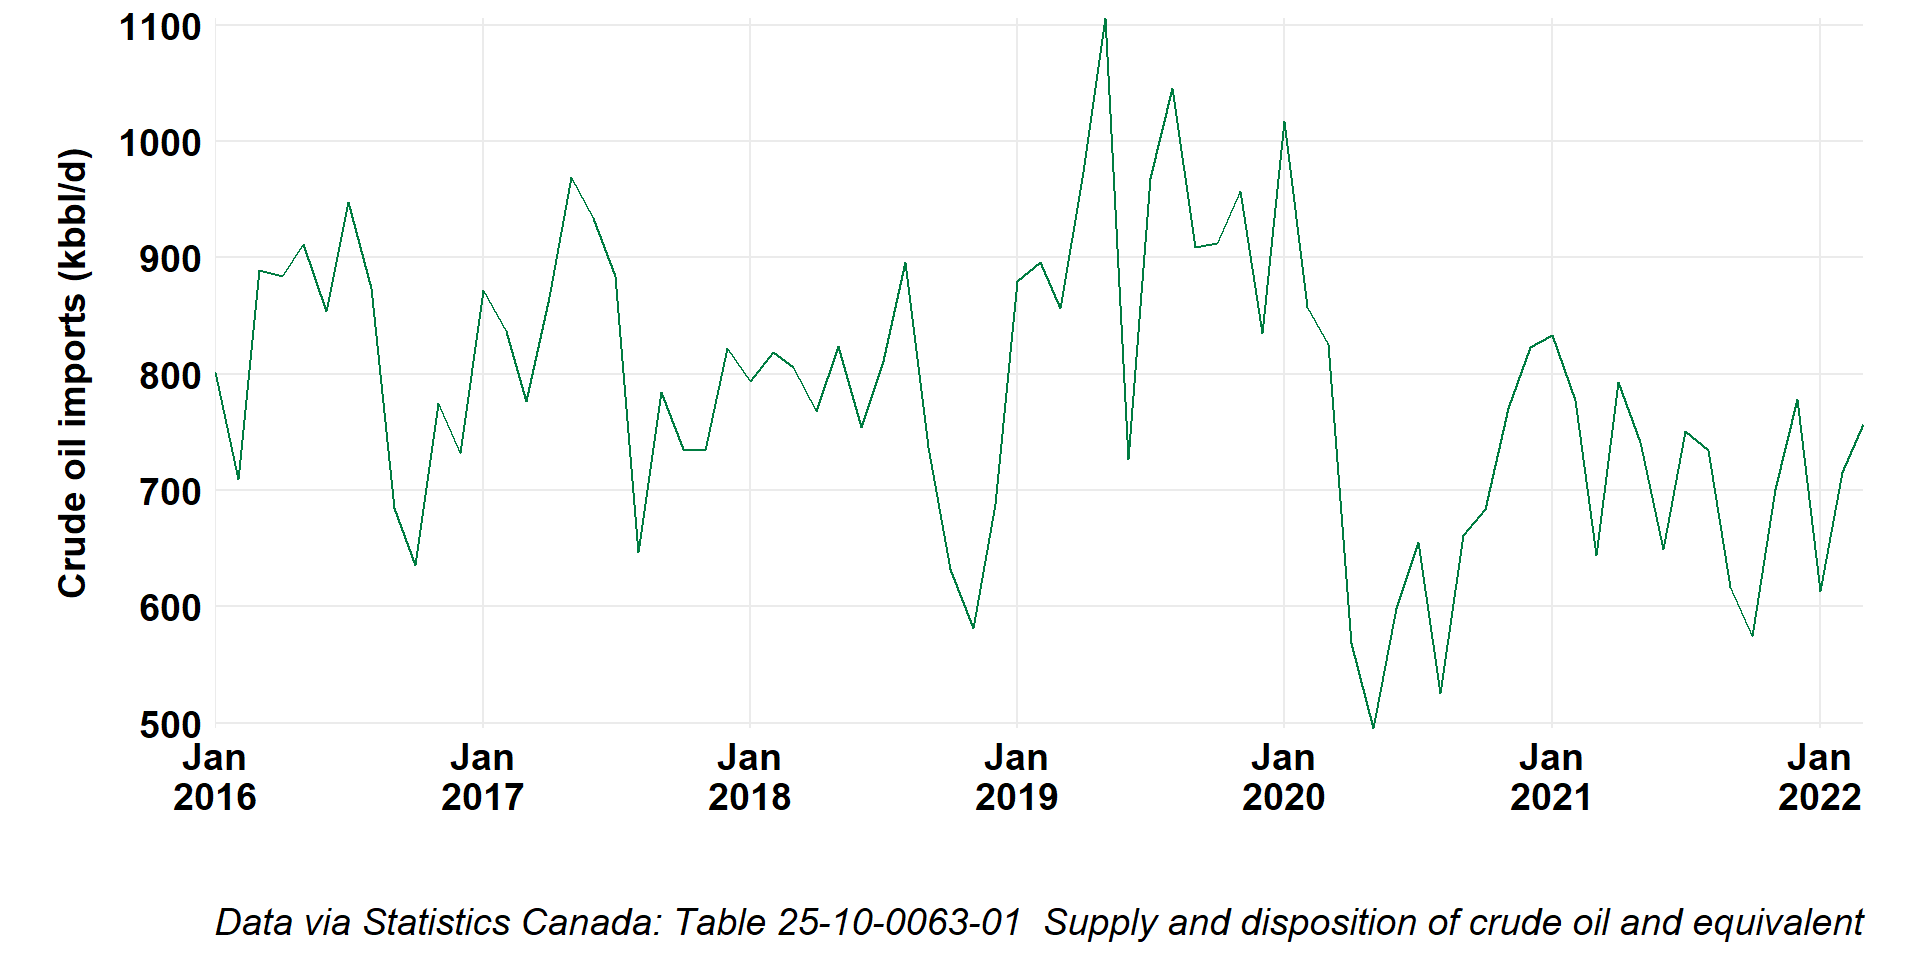 Crude oil imports (kbbl/d)
1100
1000
900
800
700
600
500
Jan Jan Jan Jan Jan Jan Jan
2016 2017 2018 2019 2020 2021 2022
Data via Statistics Canada: Table 25-10-0063-01 Supply and disposition of crude oil and equivalent